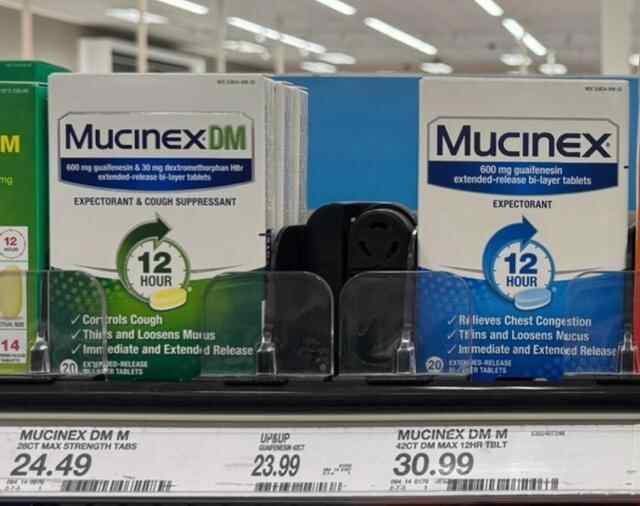 M
mg
12
HOUR
14
MUCINEX DM
600 mg guaifenesin & 30 mg dextromethorphan HBr
extended-release bi-layer tablets
EXPECTORANT & COUGH SUPPRESSANT
12
HOUR
✓ Controls Cough
✓ Thins and Loosens Mucus
✓ Immediate and Extended Release
20 EXTENDED-RELEASE
BI-LAYER TABLETS
MUCINEX
600 mg guaifenesin
extended-release bi-layer tablets
EXPECTORANT
12
HOUR
✓ Relieves Chest Congestion
✓ Thins and Loosens Mucus
✓ Immediate and Extended Release
20 EXTENDED-RELEASE
BI-LAYER TABLETS
MUCINEX DM M
28CT MAX STRENGTH TABS
24.49
UP&UP
23.99
MUCINEX DM M
42CT DM MAX 12HR TBLT
30.99